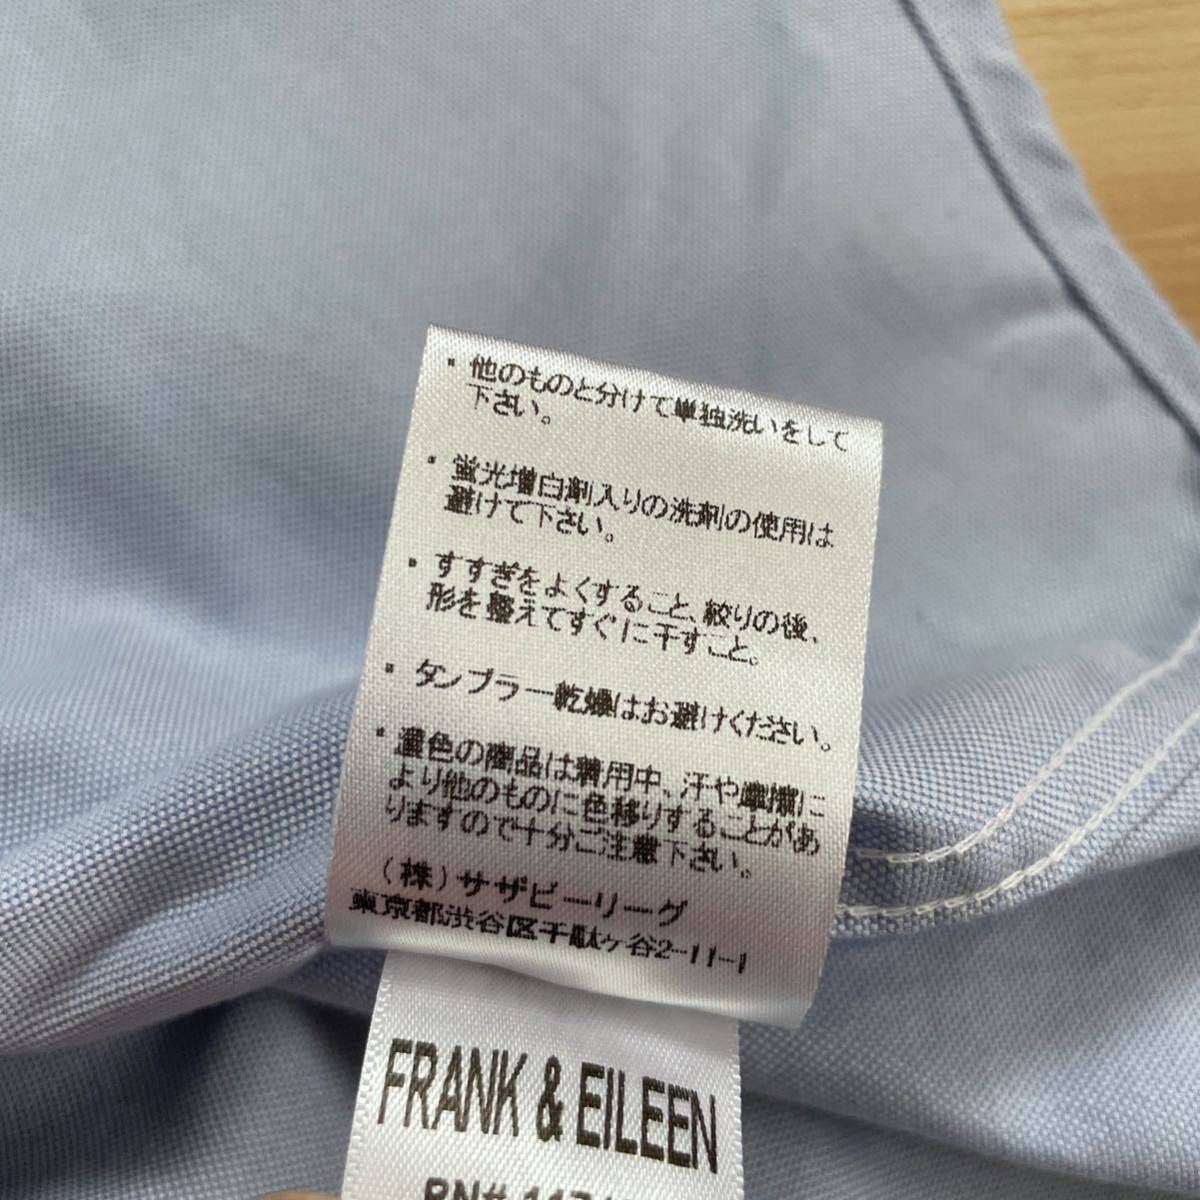 ・他のものと分けて単独洗いをして
下さい。
・蛍光増白剤入りの洗剤の使用は
避けて下さい。
・すすぎをよくすること、絞りの後、
形を整えてすぐに干すこと。
・タンブラー乾燥はお避けください。
・濃色の商品は着用中、汗や摩擦に
より他のものに色移りすることがあ
りますので十分ご注意下さい。
(株)サザビーリーグ
東京都渋谷区千駄ヶ谷2-11-1
FRANK & EILEEN
RN#